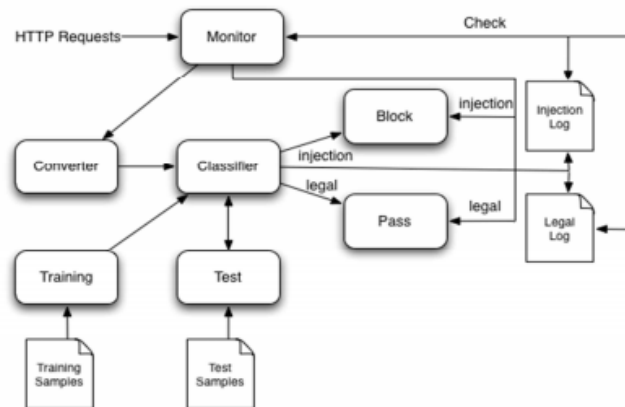 Check
HTTP Requests
Monitor
Block
injection
Injection
Log
Converter
Classifier
injection
legal
Pass
legal
Legal
Log
Training
Test
Training
Samples
Test
Samples